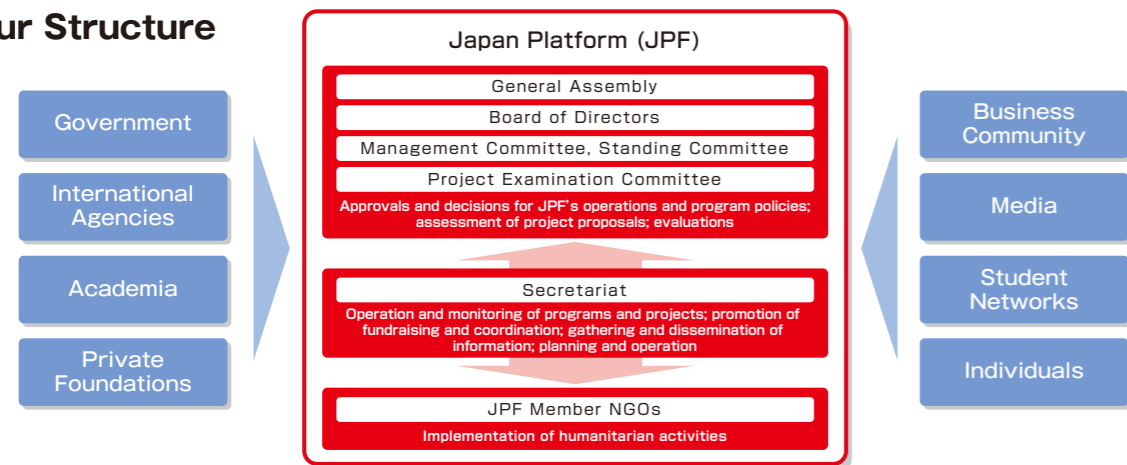 ur Structure
Government
International
Agencies
Academia
Private
Foundations
Japan Platform (JPF)
General Assembly
Board of Directors
Management Committee, Standing Committee
Project Examination Committee
Approvals and decisions for JPF's operations and program policies;
assessment of project proposals; evaluations
Secretariat
Operation and monitoring of programs and projects; promotion of
fundraising and coordination; gathering and dissemination of
information; planning and operation
JPF Member NGOs
Implementation of humanitarian activities
Business
Community
Media
Student
Networks
Individuals